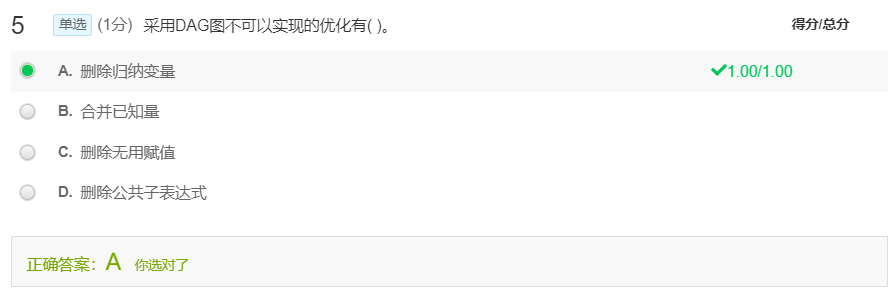 5 单选 (1分) 采用DAG图不可以实现的优化有( )。 得分/总分
A. 删除归纳变量 1.00/1.00
B. 合并已知量
C. 删除无用赋值
D. 删除公共子表达式
正确答案：A 你选对了